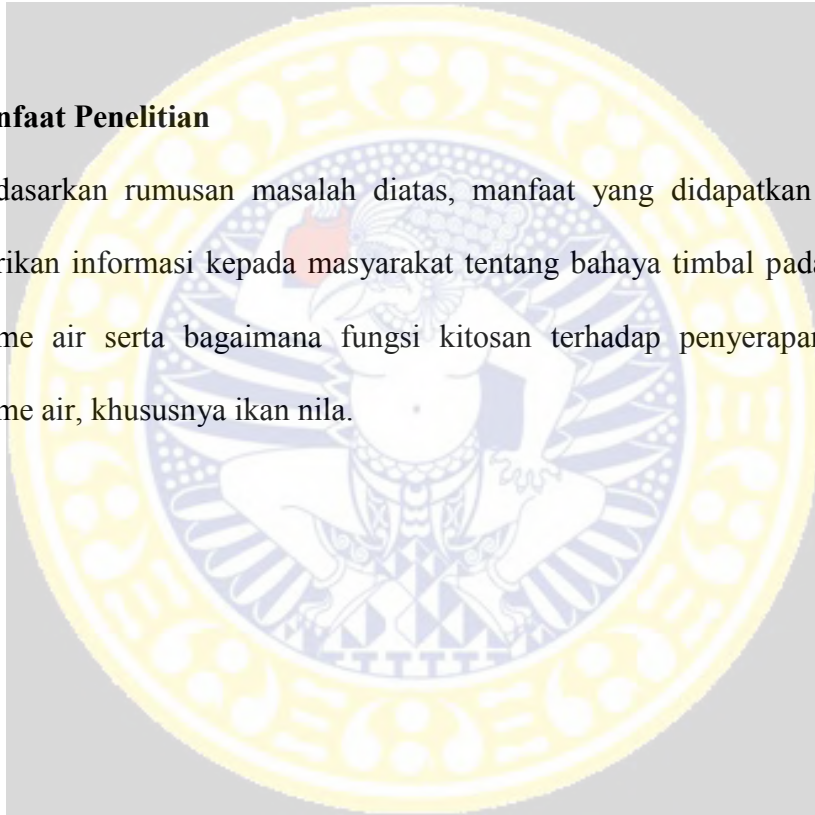 nfaat Penelitian
dasarkan rumusan masalah diatas, manfaat yang didapatkan
rikan informasi kepada masyarakat tentang bahaya timbal pada
me air serta bagaimana fungsi kitosan terhadap penyerapan
me air, khususnya ikan nila.